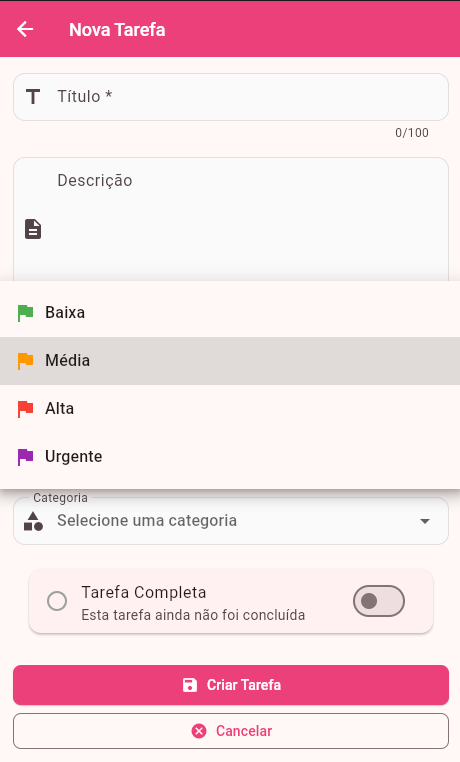 Nova Tarefa
Título *
0/100
Descrição
Baixa
Média
Alta
Urgente
Categoria
Selecione uma categoria
Tarefa Completa
Esta tarefa ainda não foi concluída
Criar Tarefa
Cancelar